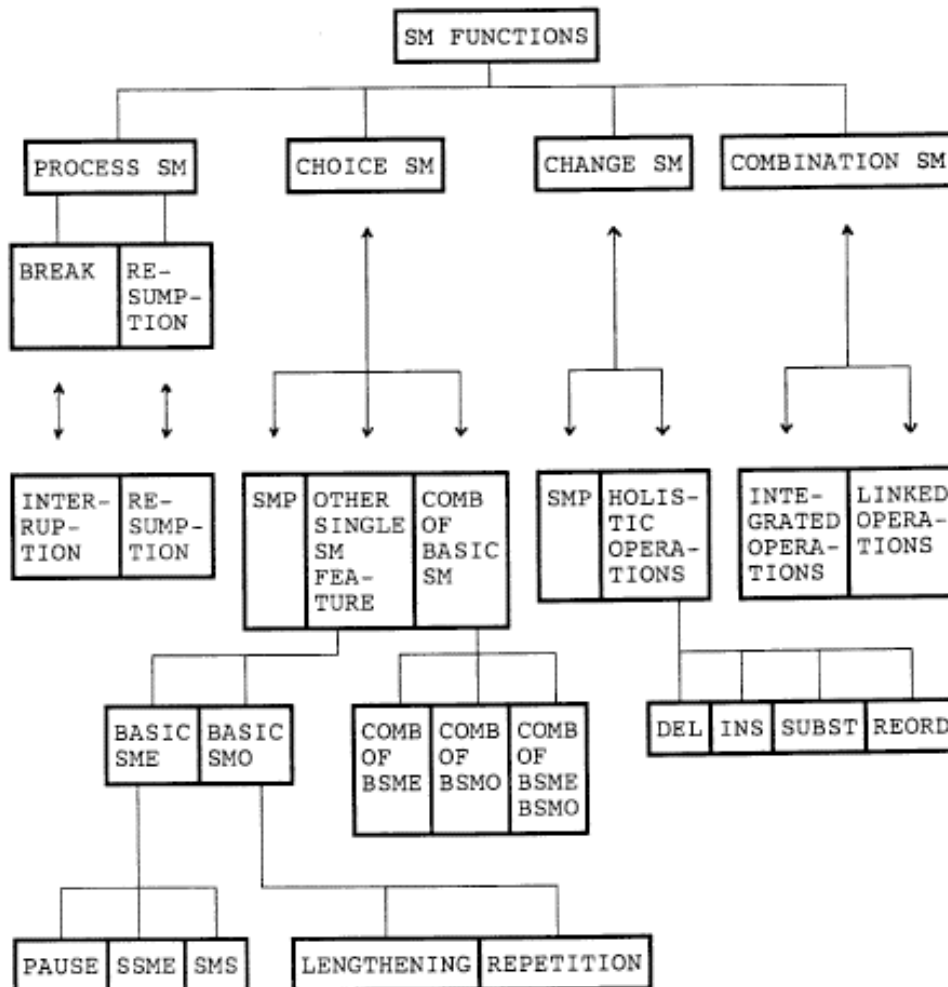 SM FUNCTIONS
PROCESS SM
CHOICE SM
CHANGE SM
COMBINATION SM
BREAK
RE-
SUMP-
TION
INTER-
RUP-
TION
RE-
SUMP-
TION
SMP
OTHER
SINGLE
SM
FEA-
TURE
COMB
OF
BASIC
SM
SMP
HOLIS-
TIC
OPERA-
TIONS
INTE-
GRATED
OPERA-
TIONS
LINKED
OPERA-
TIONS
BASIC
SME
BASIC
SMO
COMB
OF
BSME
COMB
OF
BSMO
COMB
OF
BSME
BSMO
DEL
INS
SUBST
REORD
PAUSE
SSME
SMS
LENGTHENING
REPETITION